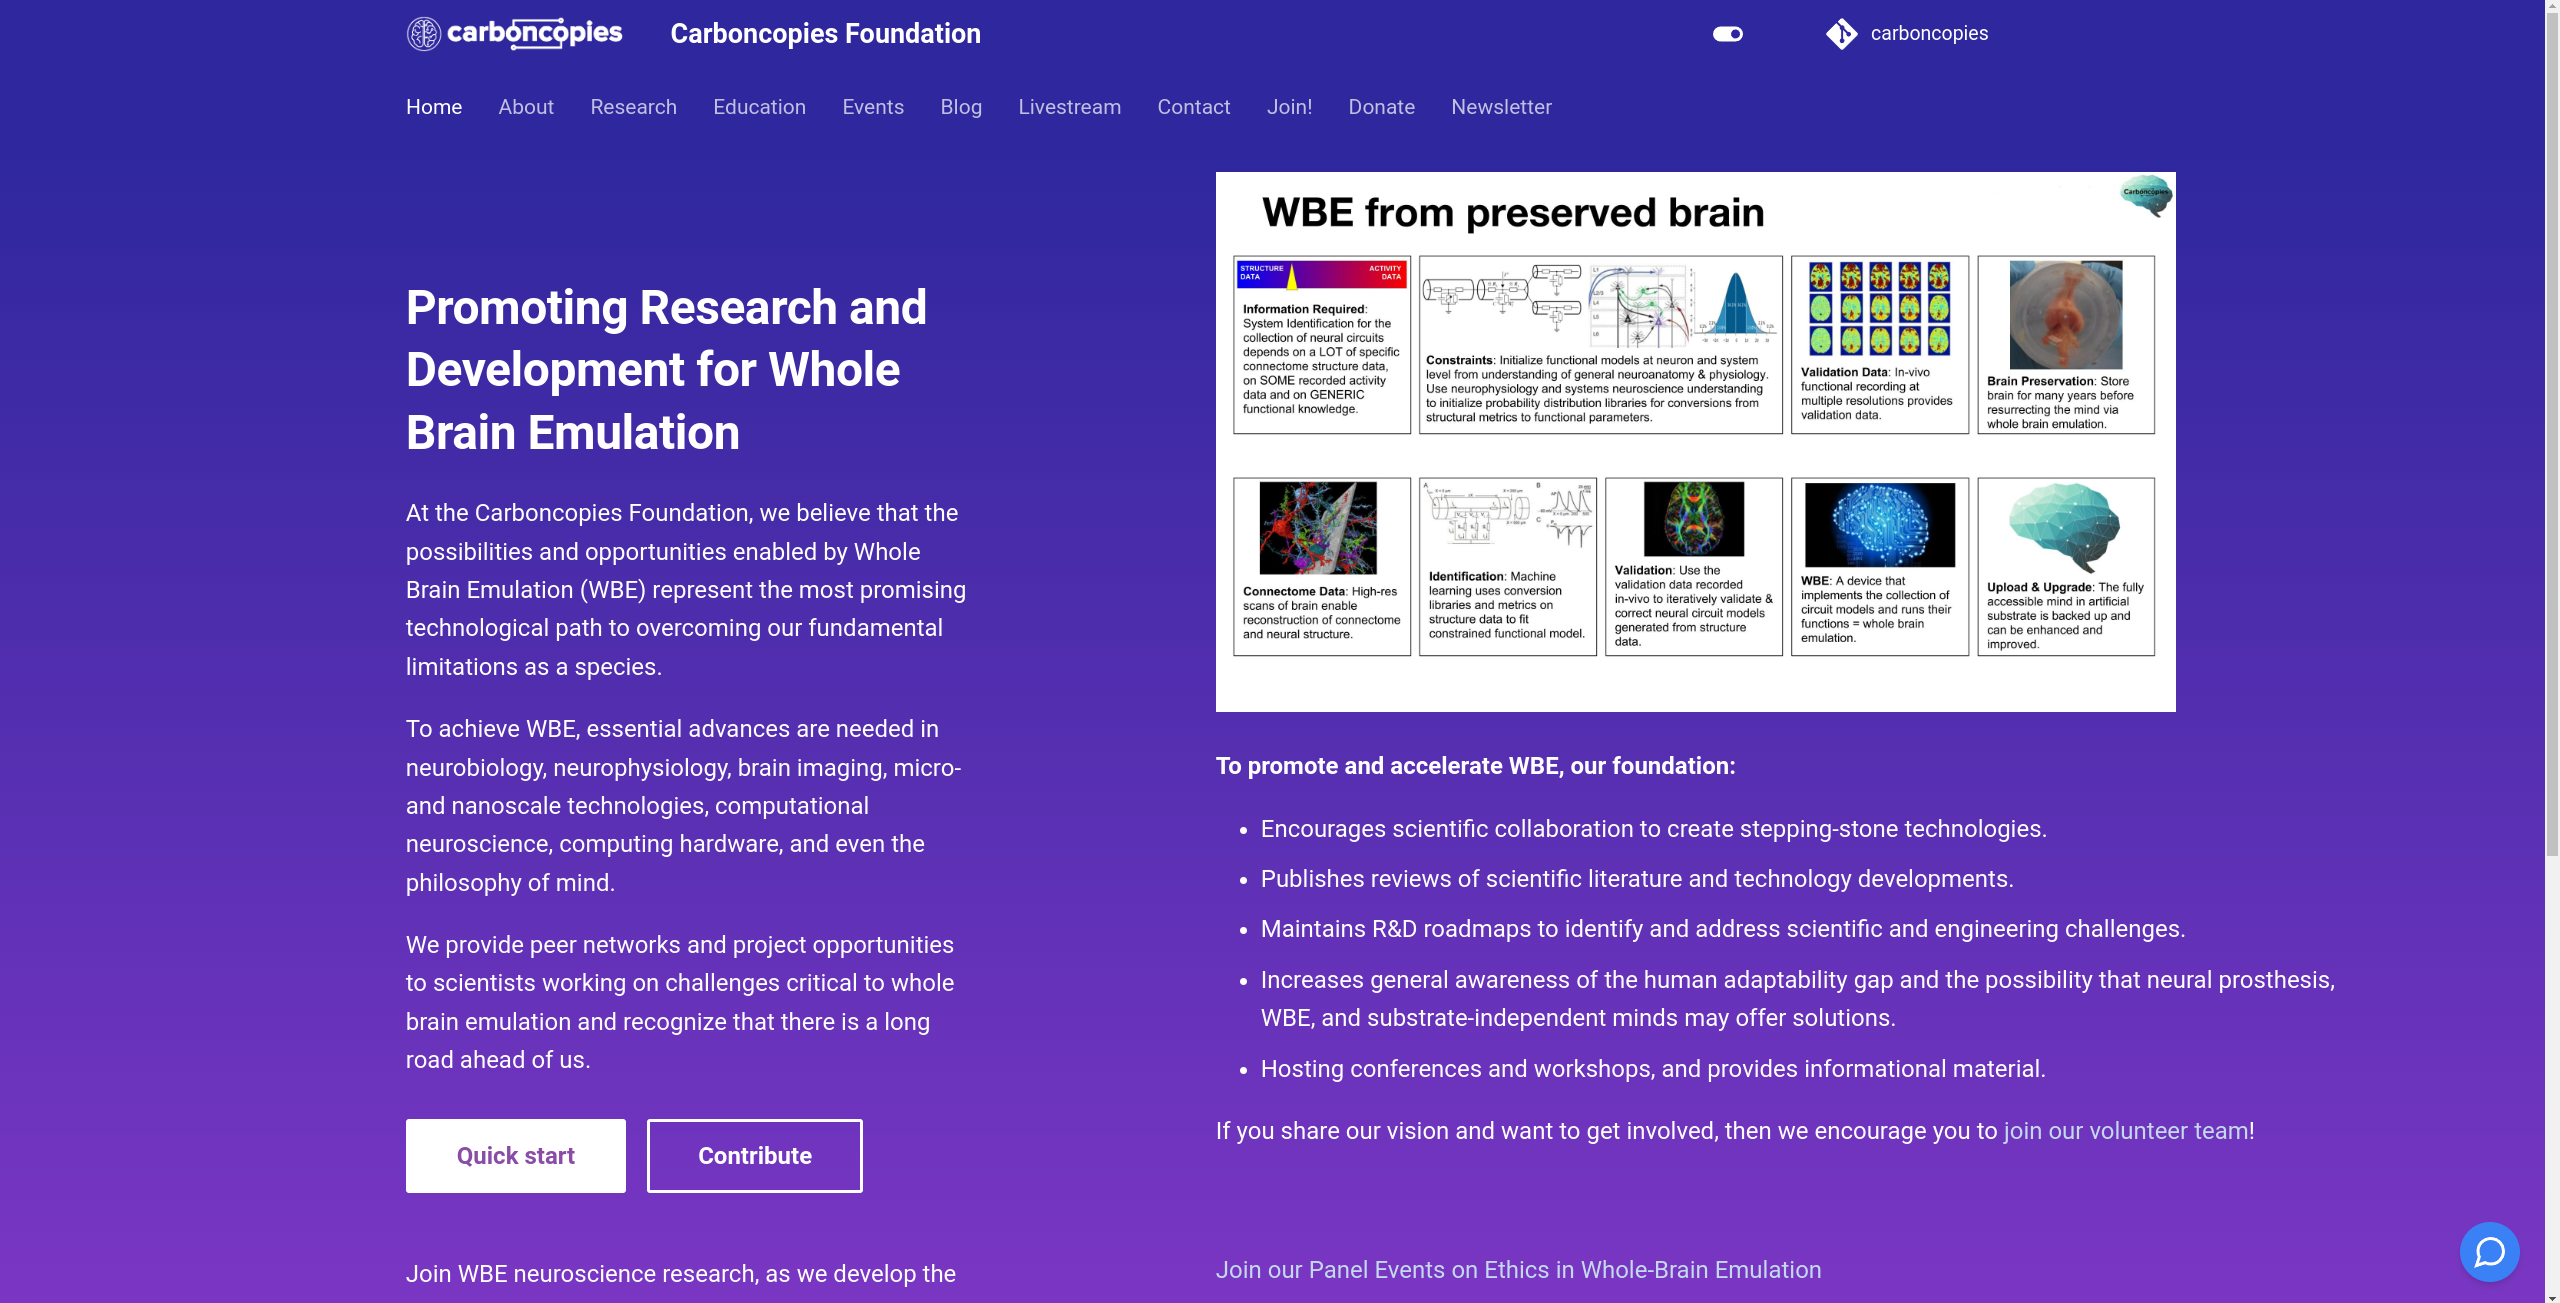 carboncopies
Carboncopies Foundation
carboncopies
Home About Research Education Events Blog Livestream Contact Join! Donate Newsletter
Promoting Research and
Development for Whole
Brain Emulation
At the Carboncopies Foundation, we believe that the
possibilities and opportunities enabled by Whole
Brain Emulation (WBE) represent the most promising
technological path to overcoming our fundamental
limitations as a species.
To achieve WBE, essential advances are needed in
neurobiology, neurophysiology, brain imaging, micro-
and nanoscale technologies, computational
neuroscience, computing hardware, and even the
philosophy of mind.
We provide peer networks and project opportunities
to scientists working on challenges critical to whole
brain emulation and recognize that there is a long
road ahead of us.
Quick start
Contribute
Join WBE neuroscience research, as we develop the
WBE from preserved brain
Carboncopies
STRUCTURE
DATA
ACTIVITY
DATA
Information Required:
System Identification for the
collection of neural circuits
depends on a LOT of specific
connectome structure data,
on SOME recorded activity
data and on GENERIC
functional knowledge.
Constraints: Initialize functional models at neuron and system
level from understanding of general neuroanatomy & physiology.
Use neurophysiology and systems neuroscience understanding
to initialize probability distribution libraries for conversions from
structural metrics to functional parameters.
Validation Data: In-vivo
functional recording at
multiple resolutions provides
validation data.
Brain Preservation: Store
brain for many years before
resurrecting the mind via
whole brain emulation.
Connectome Data: High-res
scans of brain enable
reconstruction of connectome
and neural structure.
Identification: Machine
learning uses conversion
libraries and metrics on
structure data to fit
constrained functional model.
Validation: Use the
validation data recorded
in-vivo to iteratively validate &
correct neural circuit models
generated from structure
data.
WBE: A device that
implements the collection of
circuit models and runs their
functions = whole brain
emulation.
Upload & Upgrade: The fully
accessible mind in artificial
substrate is backed up and
can be enhanced and
improved.
To promote and accelerate WBE, our foundation:
• Encourages scientific collaboration to create stepping-stone technologies.
• Publishes reviews of scientific literature and technology developments.
• Maintains R&D roadmaps to identify and address scientific and engineering challenges.
• Increases general awareness of the human adaptability gap and the possibility that neural prosthesis,
WBE, and substrate-independent minds may offer solutions.
• Hosting conferences and workshops, and provides informational material.
If you share our vision and want to get involved, then we encourage you to join our volunteer team!
Join our Panel Events on Ethics in Whole-Brain Emulation